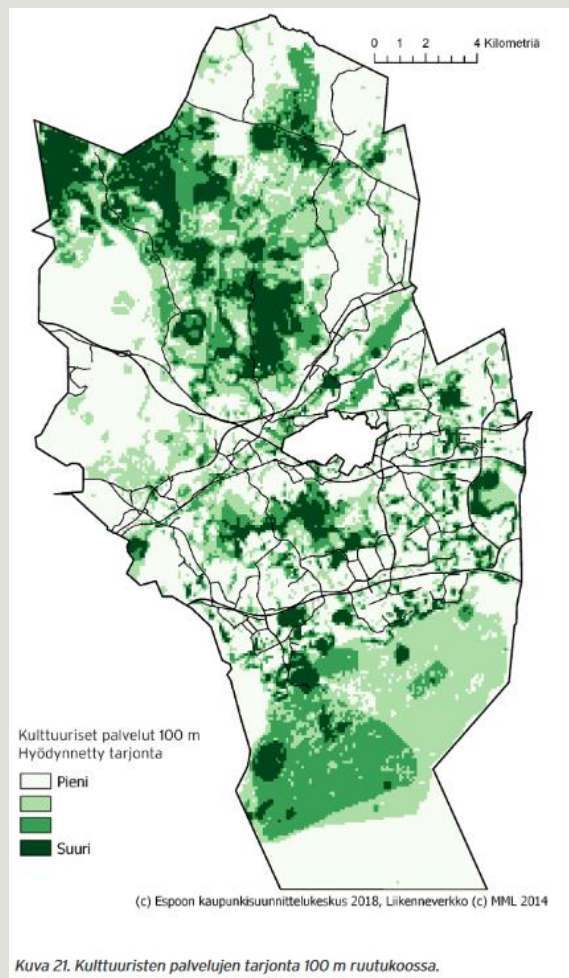 0 1 2 4 Kilometriä
Kulttuuriset palvelut 100 m
Hyödynnetty tarjonta
Pieni
Suuri
(c) Espoon kaupunkisuunnittelukeskus 2018, Liikenneverkko (c) MML 2014
Kuva 21. Kulttuuristen palvelujen tarjonta 100 m ruutukoossa.